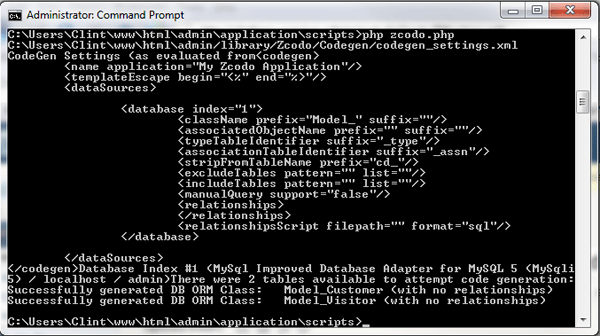 Administrator: Command Prompt
C:\Users\Clint\www\html\admin\application\scripts>php zcodo.php
C:\Users\Clint\www\html\admin/library/Zcodo/Codegen/codegen_settings.xml
CodeGen Settings (as evaluated from<codegen>
<name application="My Zcodo Application"/>
<templateEscape begin="<%" end="%>"/>
<dataSources>
<database index="1">
<className prefix="Model_" suffix=""/>
<associatedObjectName prefix="" suffix=""/>
<typeTableIdentifier suffix="_type"/>
<associationTableIdentifier suffix="_assn"/>
<stripFromTableName prefix="cd_"/>
<excludeTables pattern="" list=""/>
<includeTables pattern="" list=""/>
<manualQuery support="false"/>
<relationships>
</relationships>
<relationshipsScript filepath="" format="sql"/>
</database>
</dataSources>
</codegen>Database Index #1 (MySql Improved Database Adapter for MySQL 5 (MySqli
5) / localhost / admin)There were 2 tables available to attempt code generation:
Successfully generated DB ORM Class:   Model_Customer (with no relationships)
Successfully generated DB ORM Class:   Model_Visitor (with no relationships)
C:\Users\Clint\www\html\admin\application\scripts>_